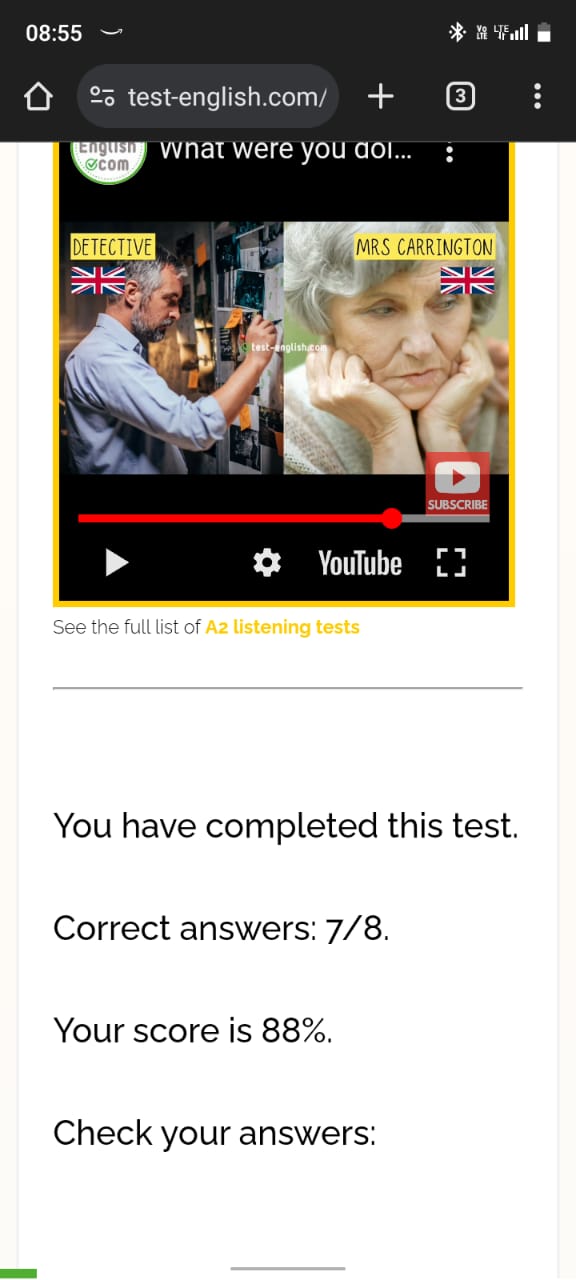 08:55
Vo LTE LTE
test-english.com/
3
English
com
What were you doi...
DETECTIVE
MRS CARRINGTON
test-english.com
SUBSCRIBE
YouTube
See the full list of A2 listening tests
You have completed this test.
Correct answers: 7/8.
Your score is 88%.
Check your answers: